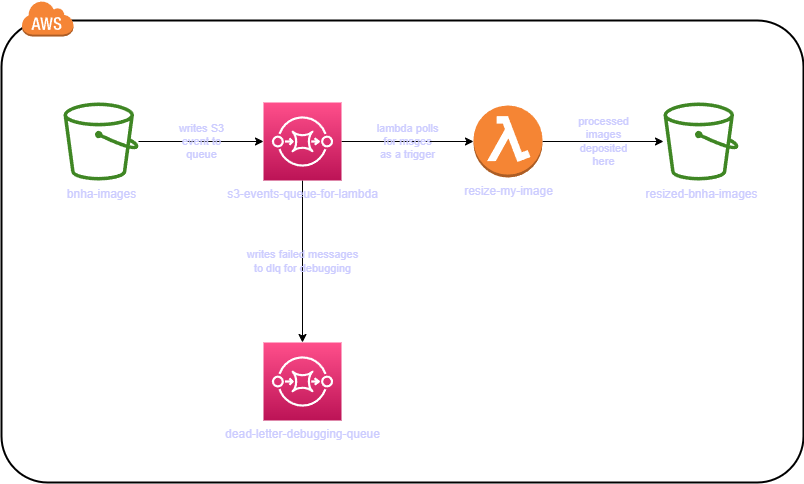 AWS
writes S3
event to
queue
lambda polls
for msges
as a trigger
processed
images
deposited
here
bnha-images
s3-events-queue-for-lambda
resize-my-image
resized-bnha-images
writes failed messages
to dlq for debugging
dead-letter-debugging-queue